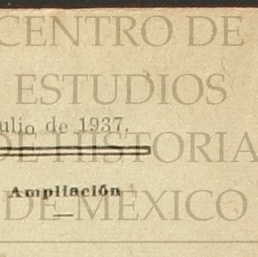 CENTRO DE
ESTUDIOS
ulio de 1937.
DE HISTORIA
Ampliación
DE MÉXICO